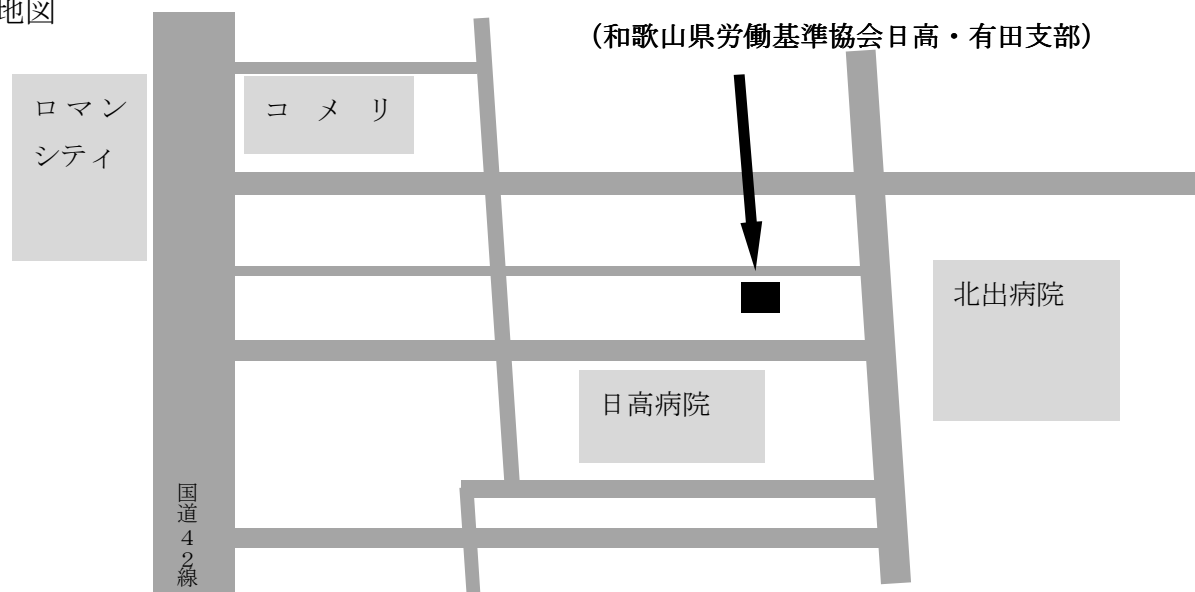 地図
(和歌山県労働基準協会日高・有田支部)
ロマン
シティ
コメリ
北出病院
日高病院
国道42線